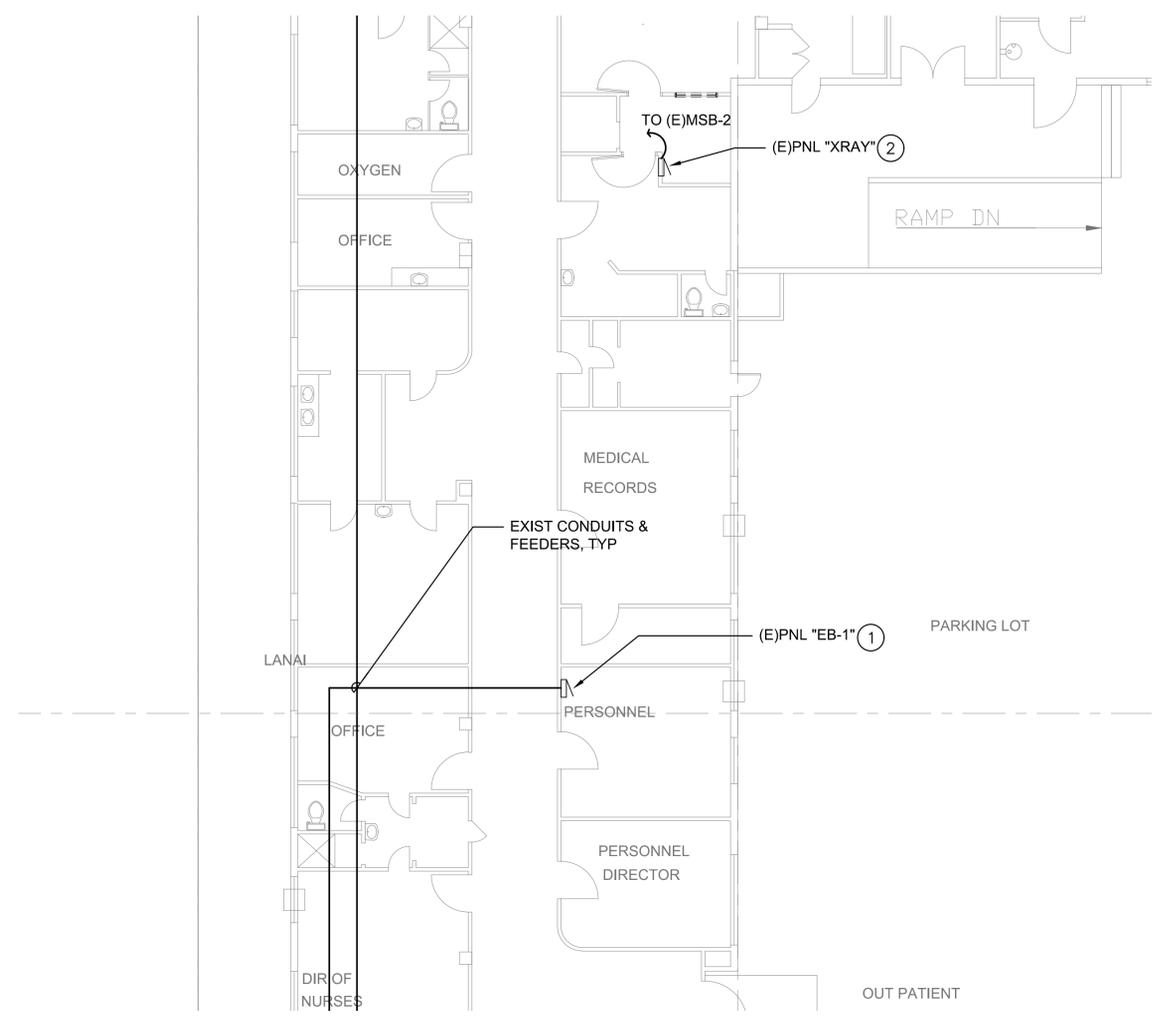 TO (E)MSB-2
(E)PNL "XRAY" 2
OXYGEN
RAMP DN
OFFICE
MEDICAL
RECORDS
EXIST CONDUITS &
FEEDERS, TYP
(E)PNL "EB-1" 1
PARKING LOT
LANAI
PERSONNEL
OFFICE
PERSONNEL
DIRECTOR
DIR OF
NURSES
OUT PATIENT